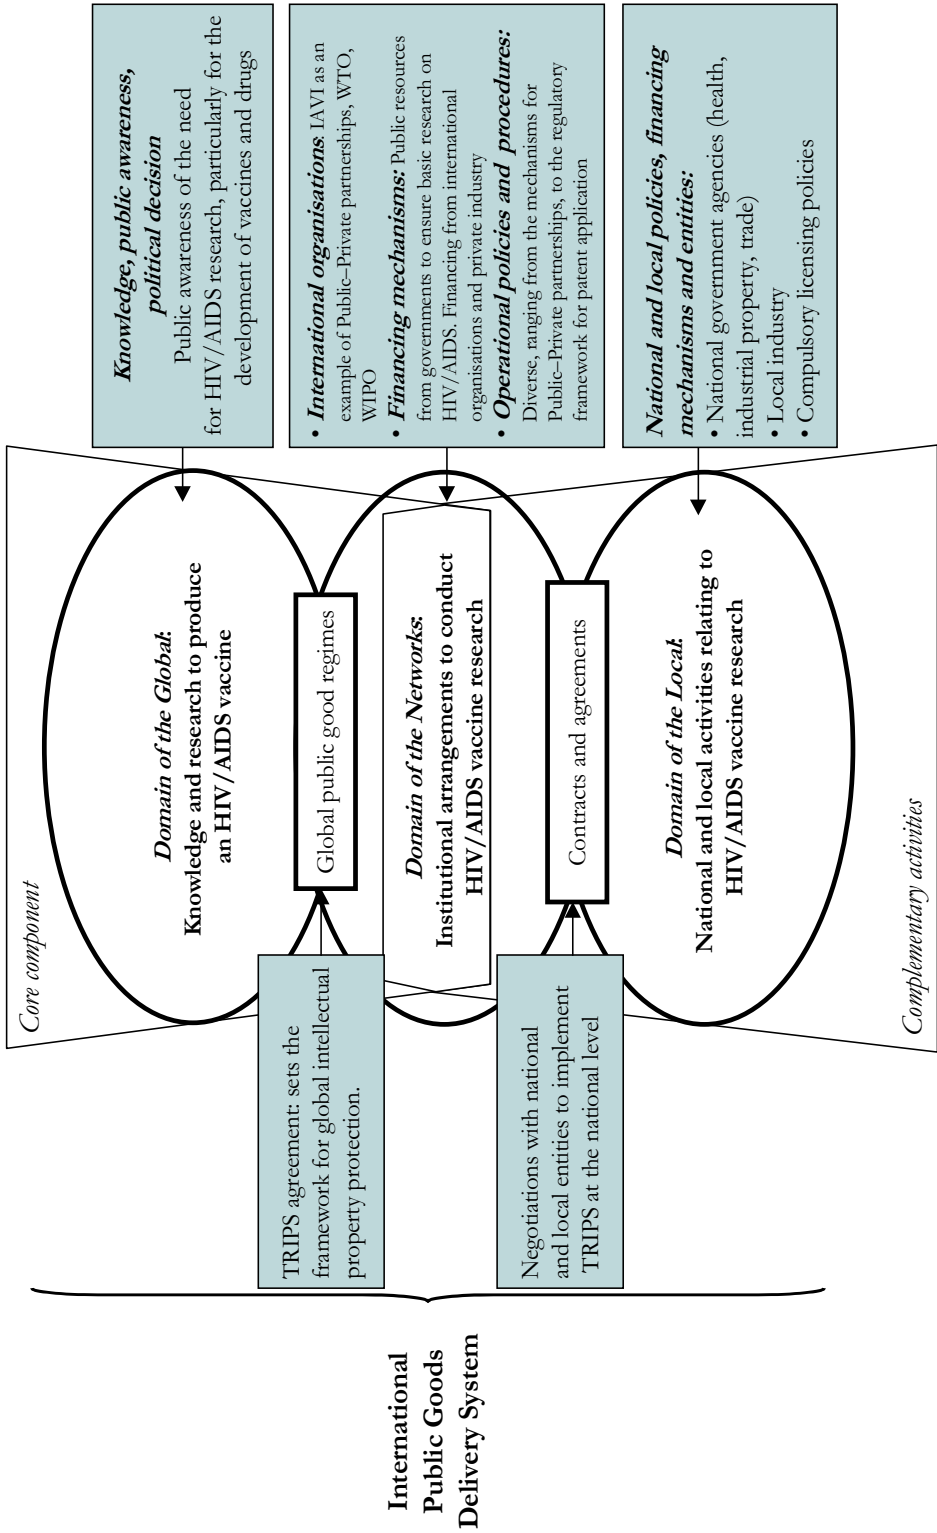 International
Public Goods
Delivery System
TRIPS agreement: sets the
framework for global intellectual
property protection.
Negotiations with national
and local entities to implement
TRIPS at the national level
Core component
Domain of the Global:
Knowledge and research to produce
an HIV/AIDS vaccine
Global public good regimes
Domain of the Networks:
Institutional arrangements to conduct
HIV/AIDS vaccine research
Contracts and agreements
Domain of the Local:
National and local activities relating to
HIV/AIDS vaccine research
Complementary activities
Knowledge, public awareness,
political decision
Public awareness of the need
for HIV/AIDS research, particularly for the
development of vaccines and drugs
• International organisations: IAVI as an
example of Public–Private partnerships, WTO,
WIPO
• Financing mechanisms: Public resources
from governments to ensure basic research on
HIV/AIDS. Financing from international
organisations and private industry
• Operational policies and procedures:
Diverse, ranging from the mechanisms for
Public–Private partnerships, to the regulatory
framework for patent application
National and local policies, financing
mechanisms and entities:
• National government agencies (health,
industrial property, trade)
• Local industry
• Compulsory licensing policies